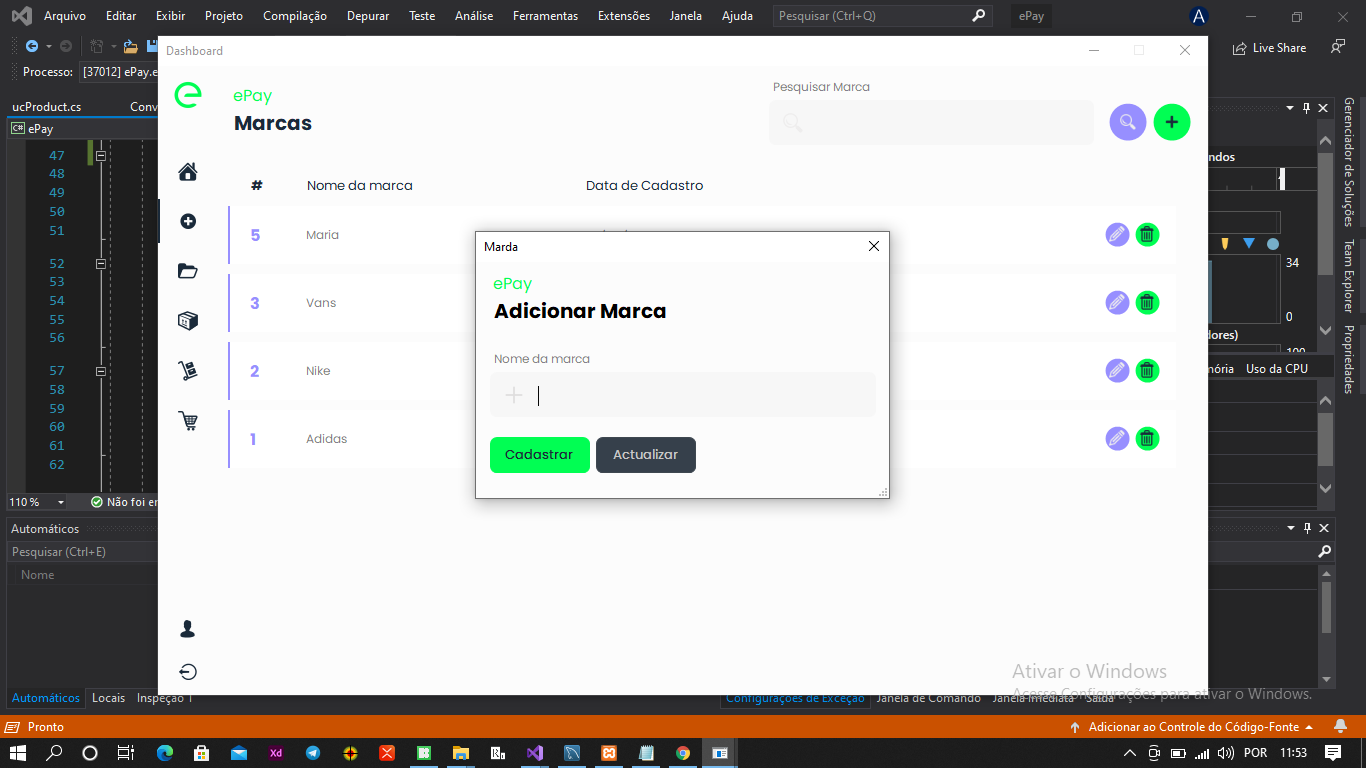 Arquivo Editar Exibir Projeto Compilação Depurar Teste Análise Ferramentas Extensões Janela Ajuda Pesquisar (Ctrl+Q) ePay A
Live Share
Processo: [37012] ePay.e
Dashboard
ePay
Marcas
Pesquisar Marca
# Nome da marca Data de Cadastro
5 Maria
3 Vans
2 Nike
1 Adidas
Marda
ePay
Adicionar Marca
Nome da marca
Cadastrar Actualizar
ucProduct.cs Conv
C# ePay
47
48
49
50
51
52
53
54
55
56
57
58
59
60
61
62
110 % Não foi er
Automáticos
Pesquisar (Ctrl+E)
Nome
Automáticos Locais Inspeção 1
ndos
34
0
dores)
100
mória Uso da CPU
Gerenciador de Soluções
Team Explorer
Propriedades
Configurações de Exceção Janela de Comando Janela Imediata Saída
Ativar o Windows
Acesse Configurações para ativar o Windows.
Pronto Adicionar ao Controle do Código-Fonte
Xd POR 11:53